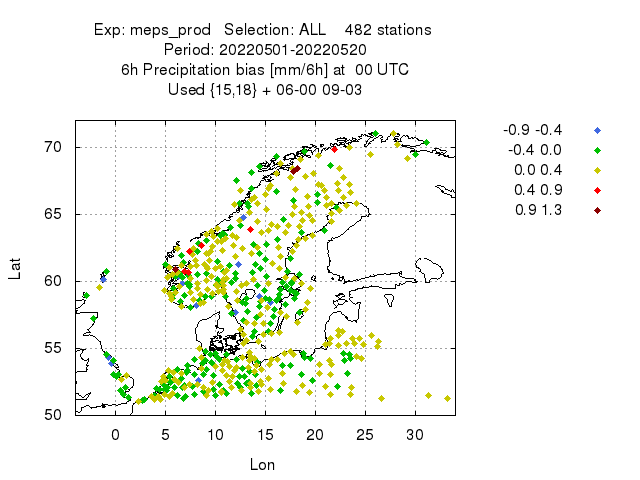 Exp: meps_prod   Selection: ALL    482 stations
Period: 20220501-20220520
6h Precipitation bias [mm/6h] at  00 UTC
Used {15,18} + 06-00 09-03
-0.9 -0.4
-0.4 0.0
0.0 0.4
0.4 0.9
0.9 1.3
70
65
60
55
50
Lat
0 5 10 15 20 25 30
Lon